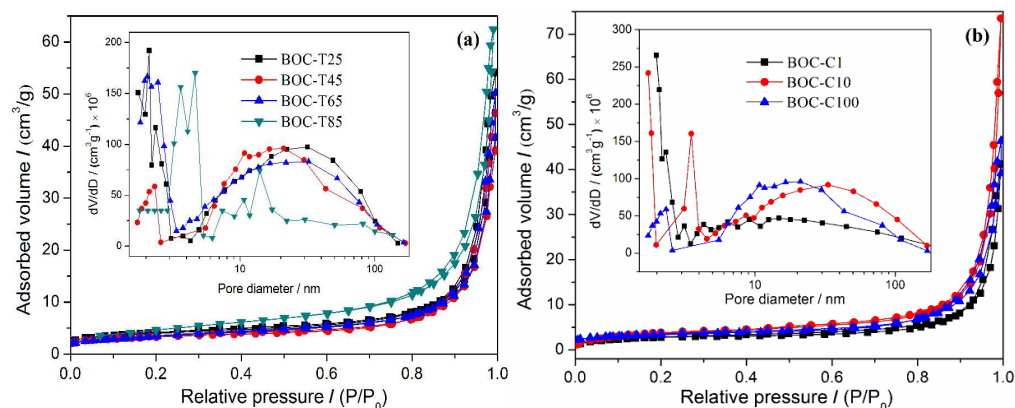 (a)
Adsorbed volume / (cm³/g)
65
60
50
40
30
20
10
0
0.0 0.2 0.4 0.6 0.8 1.0
Relative pressure / (P/P₀)
dV/dD / (cm³g⁻¹) × 10⁶
200
150
100
50
0
10 100
Pore diameter / nm
BOC-T25
BOC-T45
BOC-T65
BOC-T85
(b)
Adsorbed volume / (cm³/g)
75
70
60
50
40
30
20
10
0
0.0 0.2 0.4 0.6 0.8 1.0
Relative pressure / (P/P₀)
dV/dD / (cm³g⁻¹) × 10⁶
300
250
200
150
100
50
0
10 100
Pore diameter / nm
BOC-C1
BOC-C10
BOC-C100